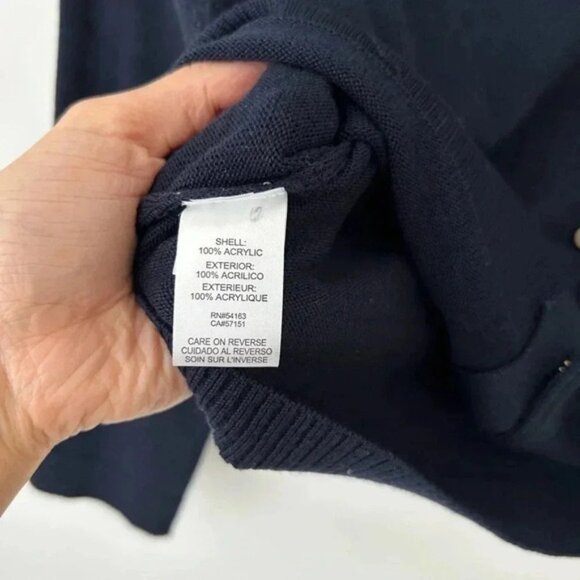 SHELL:
100% ACRYLIC
EXTERIOR:
100% ACRILICO
EXTERIEUR:
100% ACRYLIQUE
RN#54163
CA#57151
CARE ON REVERSE
CUIDADO AL REVERSO
SOIN SUR L'INVERSE